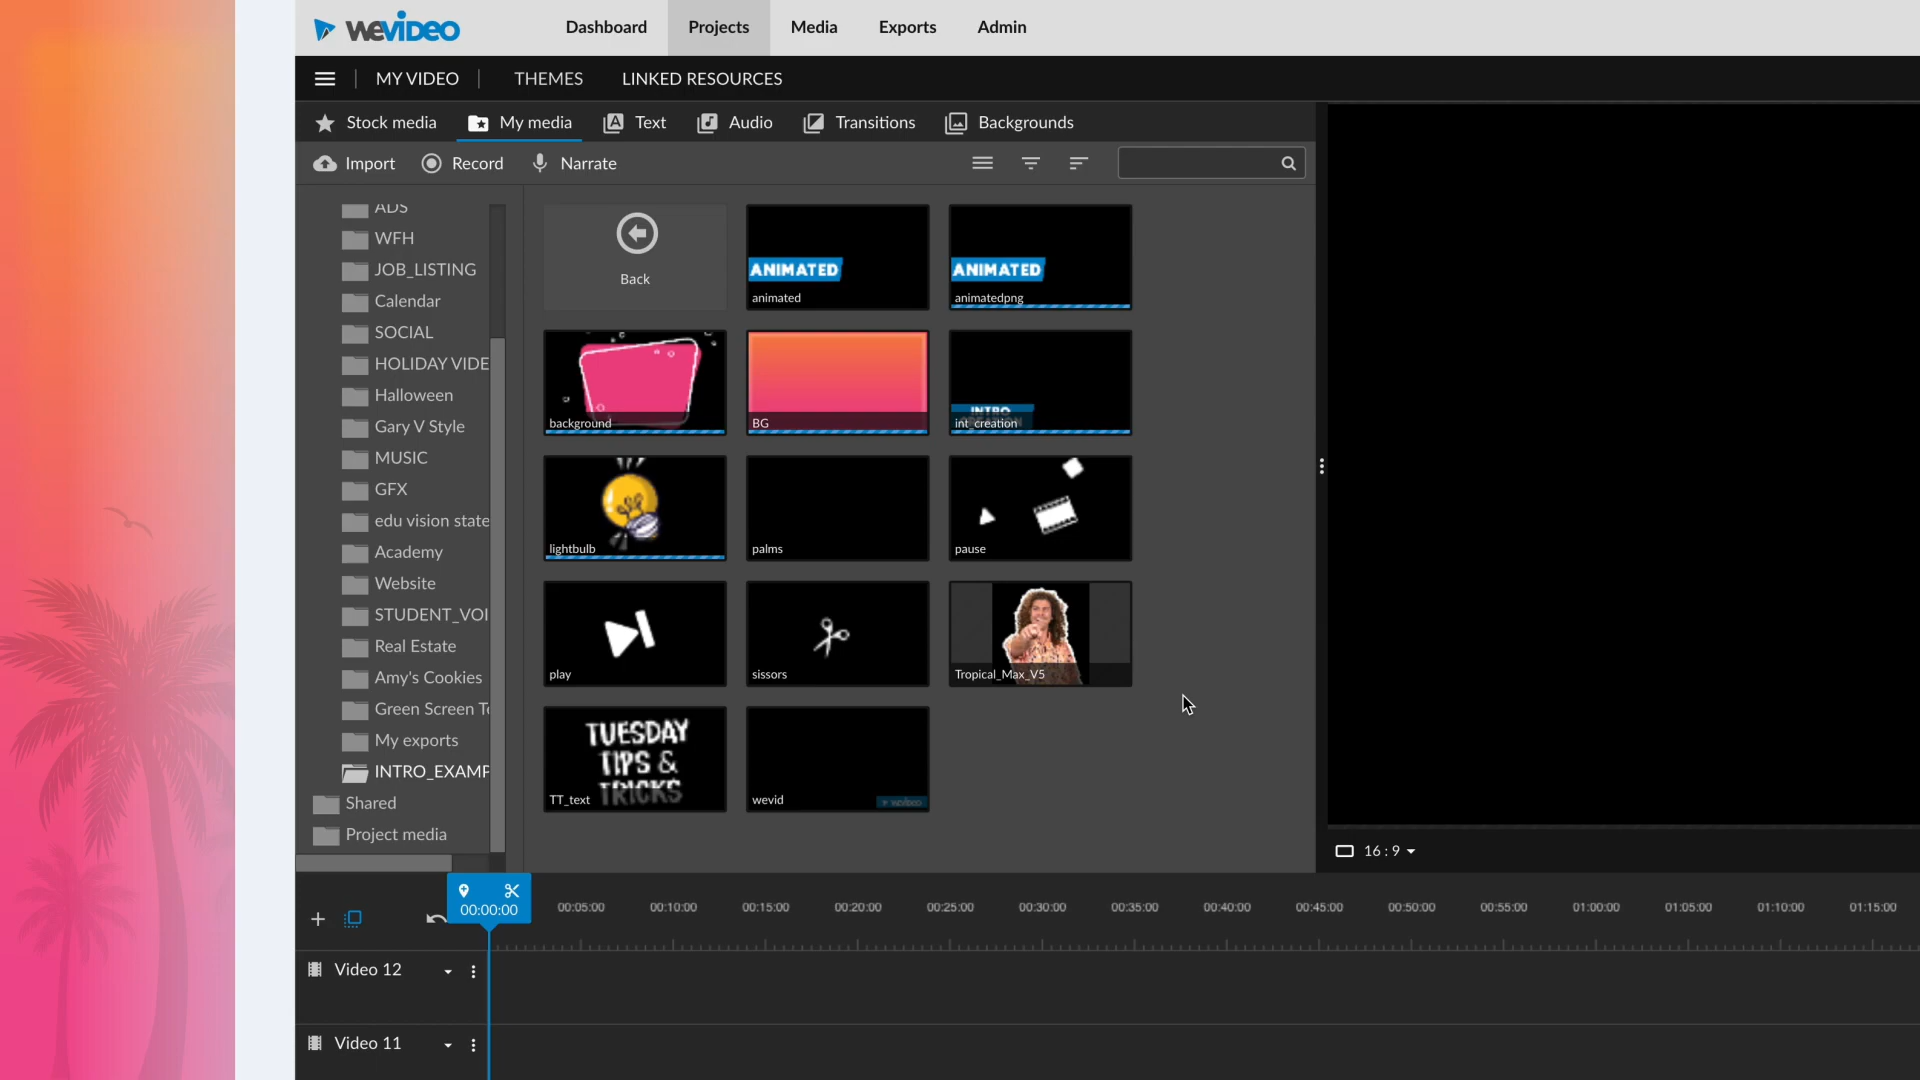 WEVIDEO
Dashboard Projects Media Exports Admin
MY VIDEO THEMES LINKED RESOURCES
Stock media My media Text Audio Transitions Backgrounds
Import Record Narrate
ADS
WFH
JOB_LISTING
Calendar
SOCIAL
HOLIDAY VIDE
Halloween
Gary V Style
MUSIC
GFX
edu vision state
Academy
Website
STUDENT_VOI
Real Estate
Amy's Cookies
Green Screen To
My exports
INTRO_EXAMP
Shared
Project media
Back
ANIMATED
animated
ANIMATED
animatedpng
background
BG
INTRO
int_creation
lightbulb
palms
pause
play
sissors
Tropical_Max_V5
TUESDAY
TIPS &
TRICKS
TT_text
wevid
wevideo
16 : 9
00:00:00 00:05:00 00:10:00 00:15:00 00:20:00 00:25:00 00:30:00 00:35:00 00:40:00 00:45:00 00:50:00 00:55:00 01:00:00 01:05:00 01:10:00 01:15:00
Video 12
Video 11